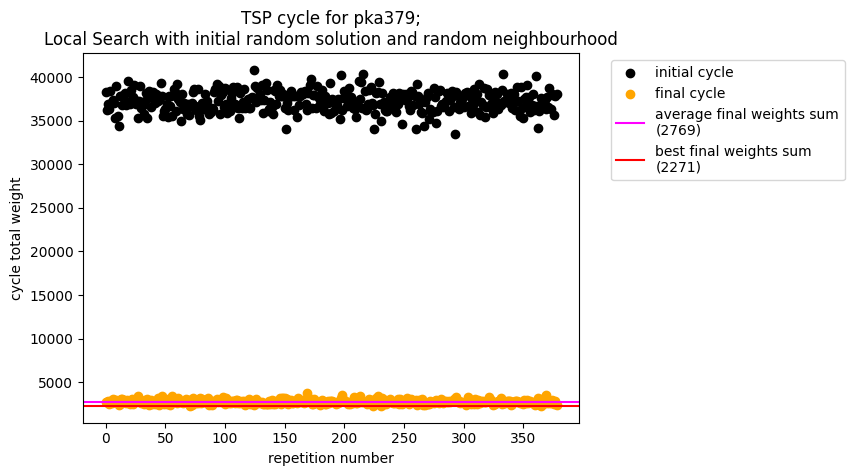 TSP cycle for pka379;
Local Search with initial random solution and random neighbourhood
40000
35000
30000
25000
20000
15000
10000
5000
cycle total weight
0
50
100
150
200
250
300
350
repetition number
initial cycle
final cycle
average final weights sum
(2769)
best final weights sum
(2271)